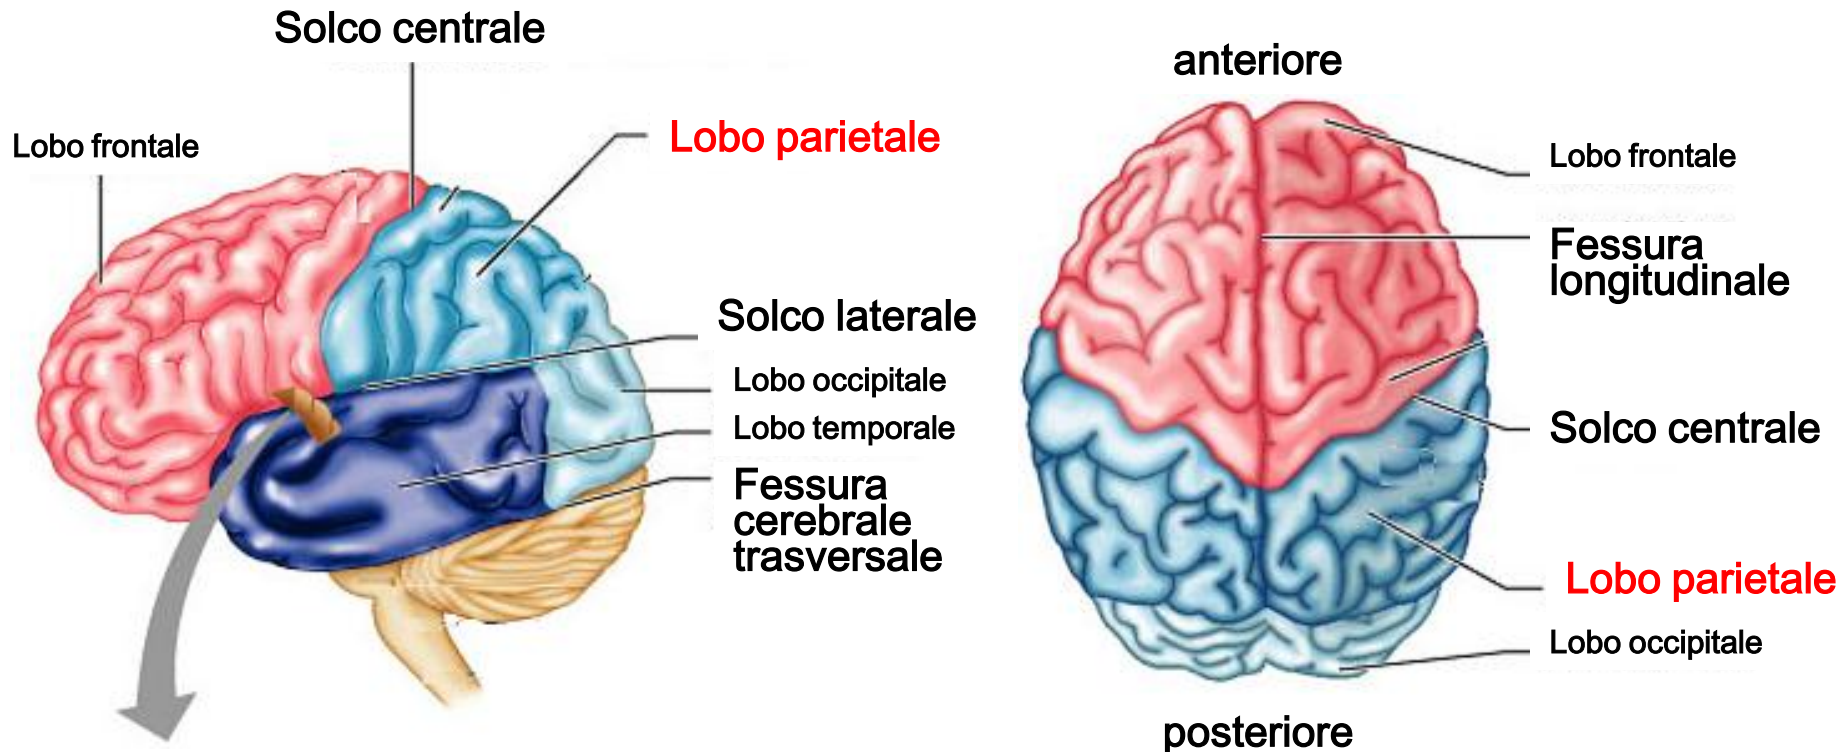 Solco centrale
Lobo frontale
Lobo parietale
Solco laterale
Lobo occipitale
Lobo temporale
Fessura
cerebrale
trasversale
anteriore
Lobo frontale
Fessura
longitudinale
Solco centrale
Lobo parietale
Lobo occipitale
posteriore